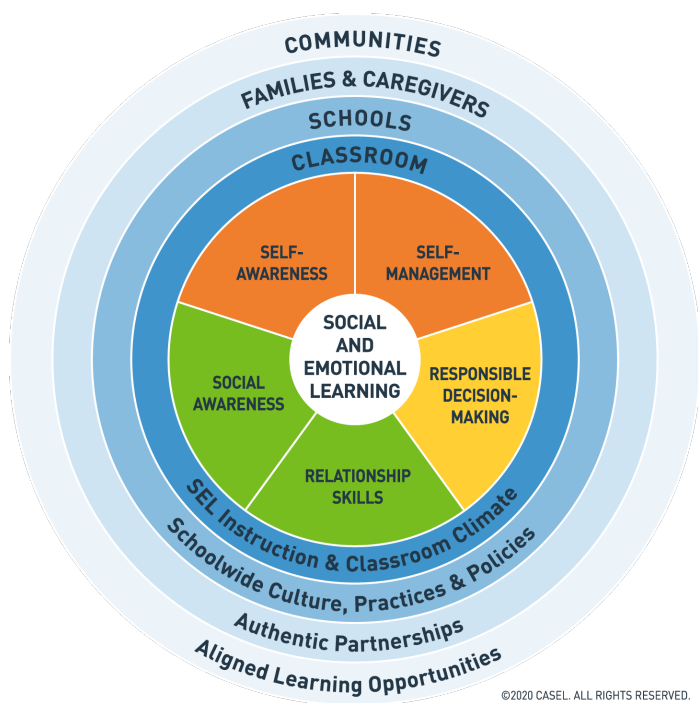 COMMUNITIES
FAMILIES & CAREGIVERS
SCHOOLS
CLASSROOM
SELF-
AWARENESS
SELF-
MANAGEMENT
SOCIAL
AND
EMOTIONAL
LEARNING
SOCIAL
AWARENESS
RESPONSIBLE
DECISION-
MAKING
RELATIONSHIP
SKILLS
SEL Instruction & Classroom Climate
Schoolwide Culture, Practices & Policies
Authentic Partnerships
Aligned Learning Opportunities
©2020 CASEL. ALL RIGHTS RESERVED.